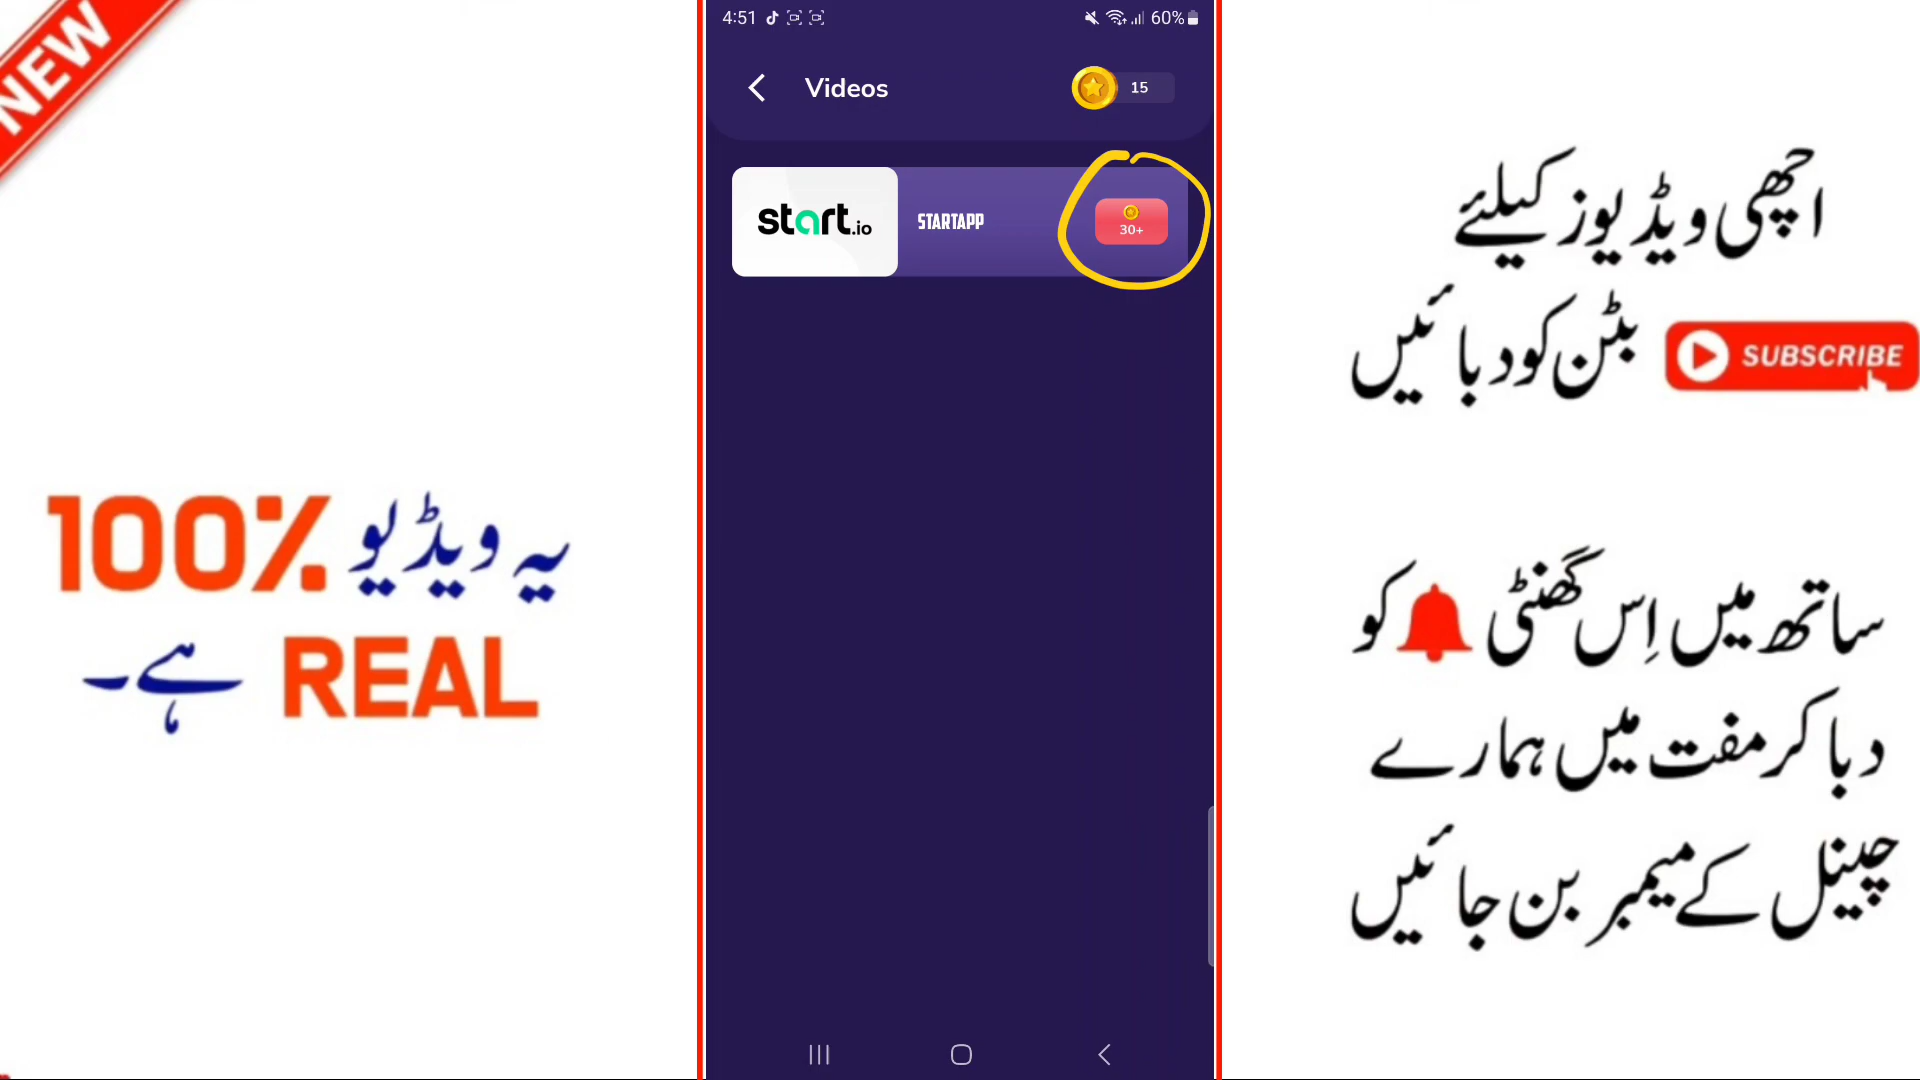 NEW
یہ ویڈیو 100%
REAL ہے۔
4:51
60%
Videos
15
start.io
STARTAPP
30+
اچھی ویڈیوز کیلئے
SUBSCRIBE بٹن کو دبائیں
ساتھ میں اِس گھنٹی کو
دبا کر مفت میں ہمارے
چینل کے میمبر بن جائیں